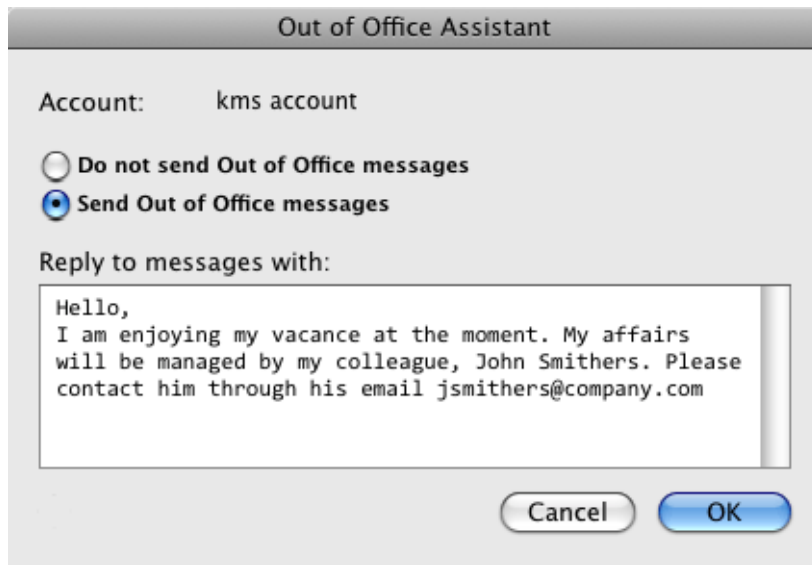 Out of Office Assistant
Account: kms account
Do not send Out of Office messages
Send Out of Office messages
Reply to messages with:
Hello,
I am enjoying my vacance at the moment. My affairs
will be managed by my colleague, John Smithers. Please
contact him through his email jsmithers@company.com
Cancel OK